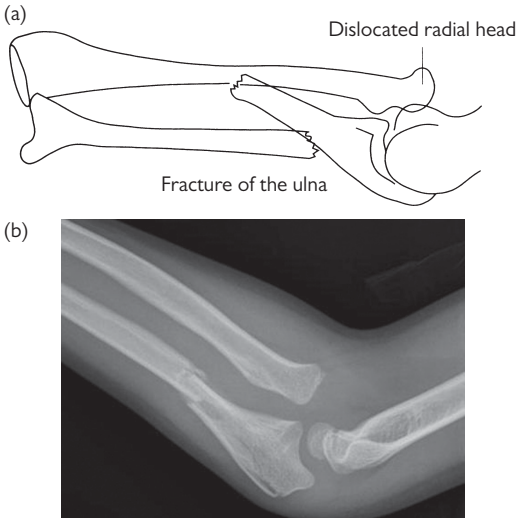 (a)
Dislocated radial head
Fracture of the ulna
(b)